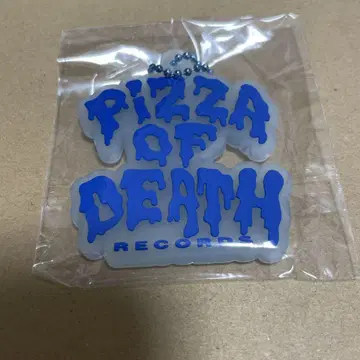 PiZZA
OF
DEATH
RECORDS